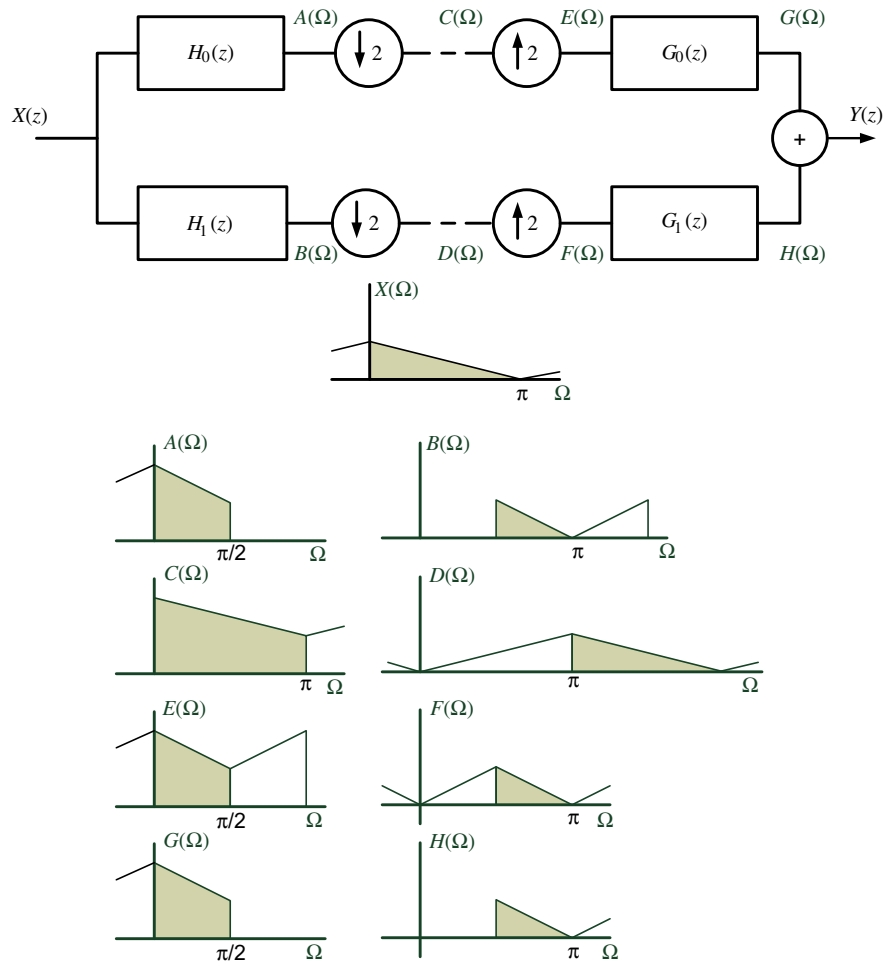 A(Ω) C(Ω) E(Ω) G(Ω)
H0(z) 2 2 G0(z)
X(z) Y(z)
+
H1(z) 2 2 G1(z)
B(Ω) D(Ω) F(Ω) H(Ω)
X(Ω)
π Ω
A(Ω) B(Ω)
π/2 Ω π Ω
C(Ω) D(Ω)
π Ω π Ω
E(Ω) F(Ω)
π/2 Ω π Ω
G(Ω) H(Ω)
π/2 Ω π Ω